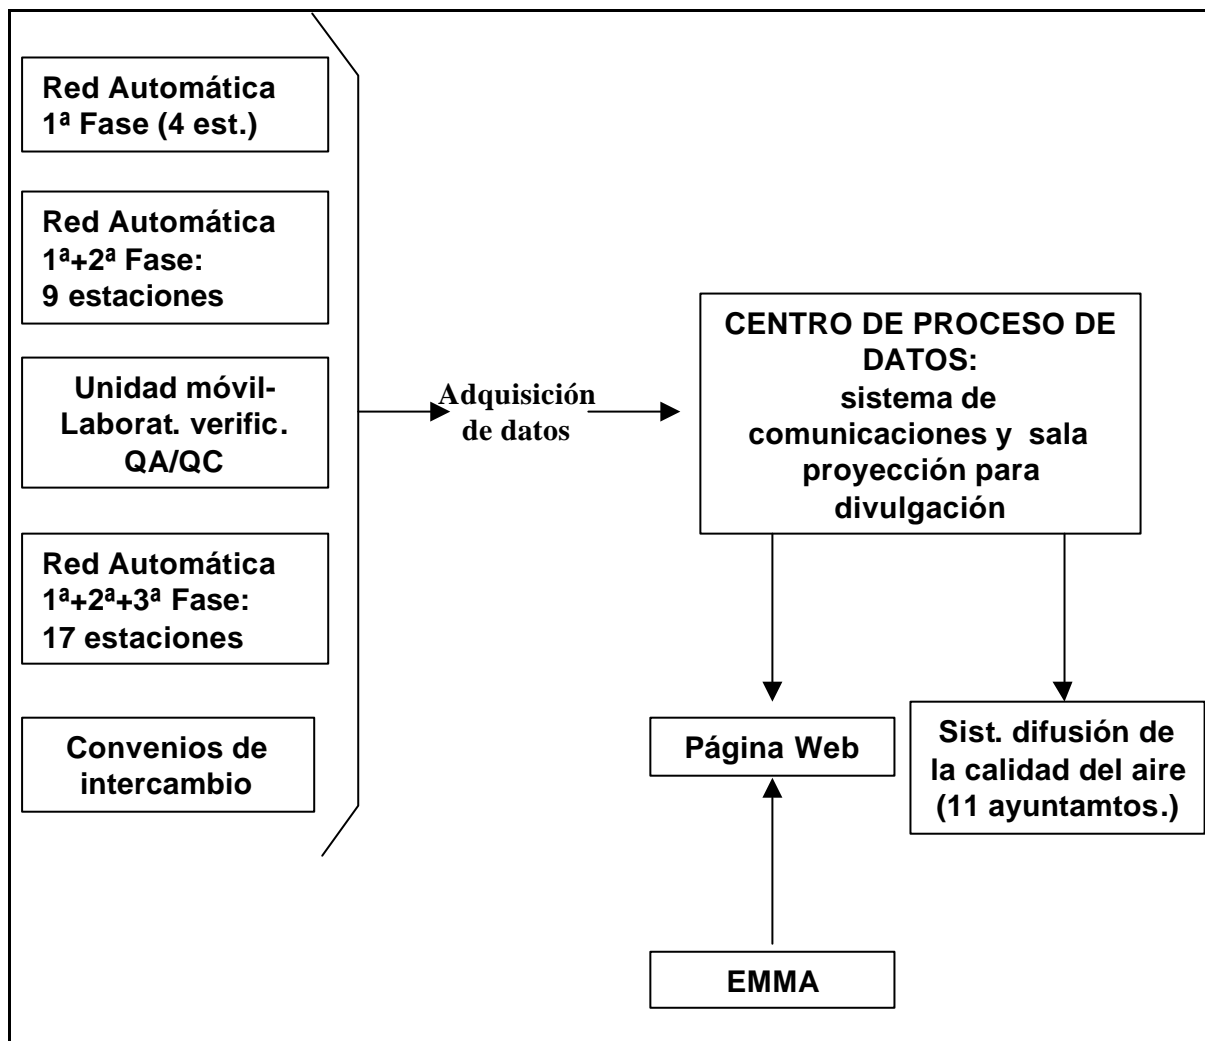 Red Automática
1ª Fase (4 est.)
Red Automática
1ª+2ª Fase:
9 estaciones
Unidad móvil-
Laborat. verific.
QA/QC
Red Automática
1ª+2ª+3ª Fase:
17 estaciones
Convenios de
intercambio
Adquisición
de datos
CENTRO DE PROCESO DE
DATOS:
sistema de
comunicaciones y sala
proyección para
divulgación
Página Web
Sist. difusión de
la calidad del aire
(11 ayuntamtos.)
EMMA